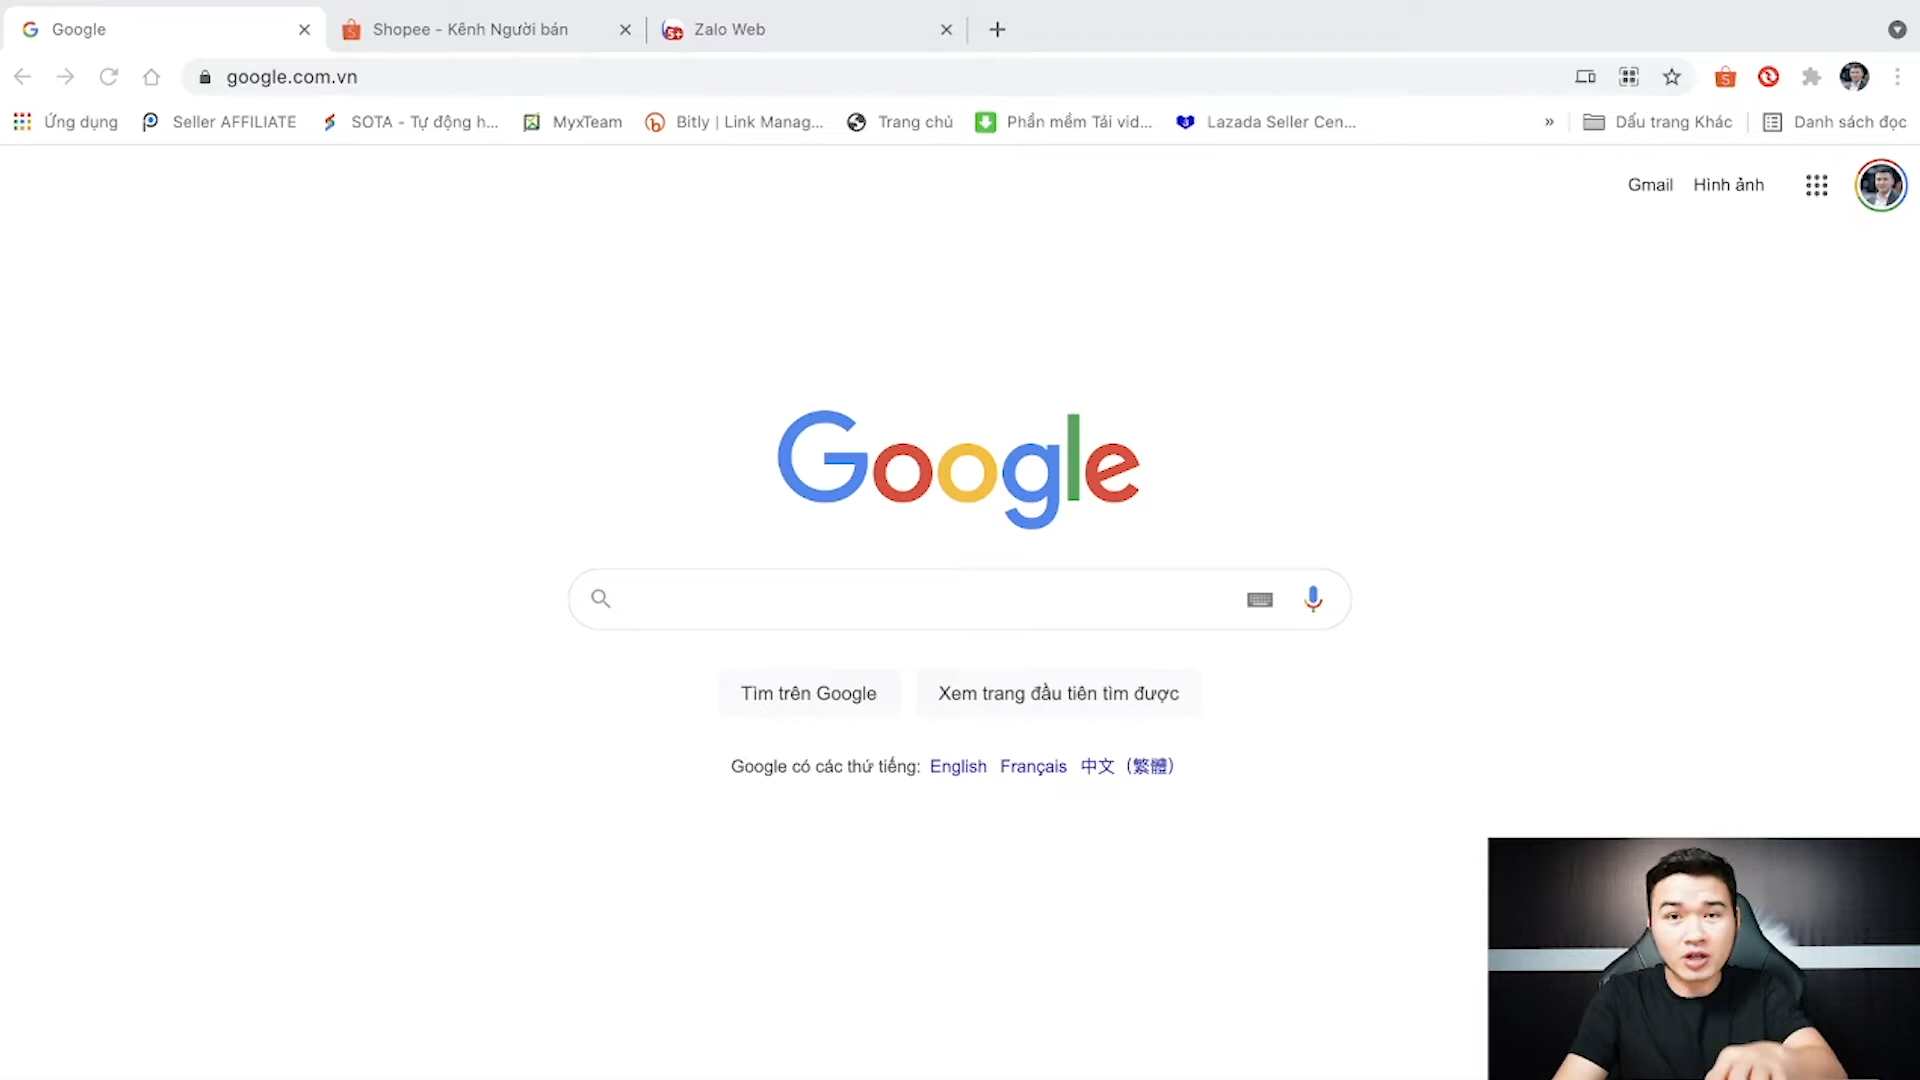 Google
Shopee - Kênh Người bán
Zalo Web
google.com.vn
Ứng dụng
Seller AFFILIATE
SOTA - Tự động h...
MyxTeam
Bitly | Link Manag...
Trang chủ
Phần mềm Tải vid...
Lazada Seller Cen...
»
Dấu trang Khác
Danh sách đọc
Gmail
Hình ảnh
Google
Tìm trên Google
Xem trang đầu tiên tìm được
Google có các thứ tiếng: English Français 中文（繁體）